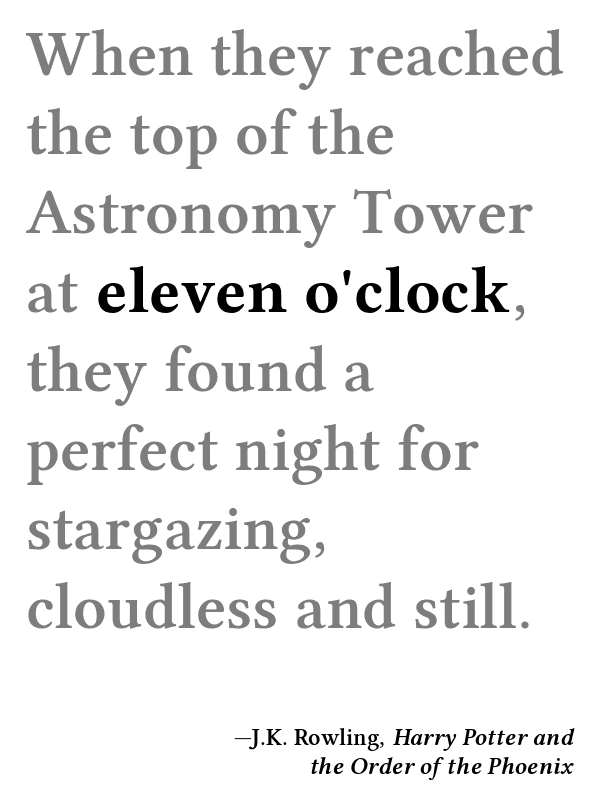 When they reached
the top of the
Astronomy Tower
at eleven o'clock,
they found a
perfect night for
stargazing,
cloudless and still.
—J.K. Rowling, Harry Potter and
the Order of the Phoenix